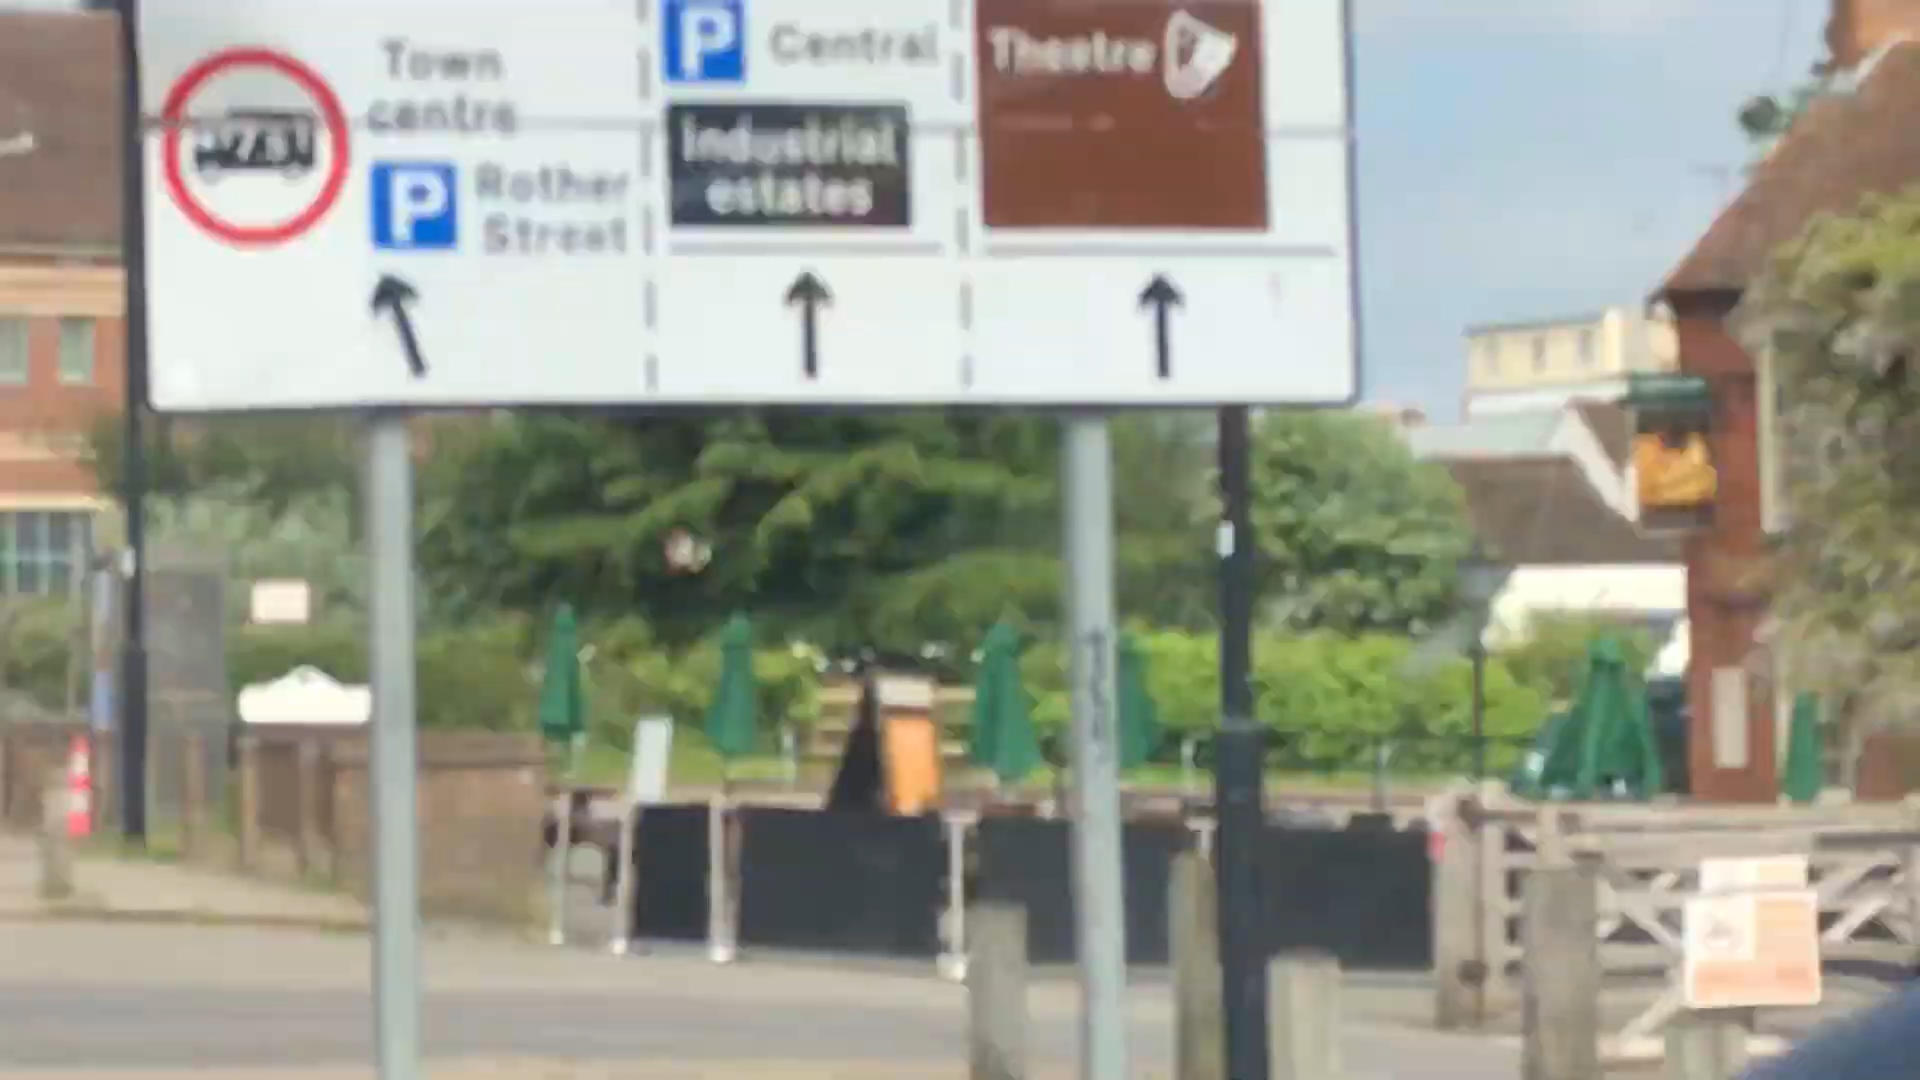 Town
centre
P Rother
Street
P Central
Industrial
estates
Theatre